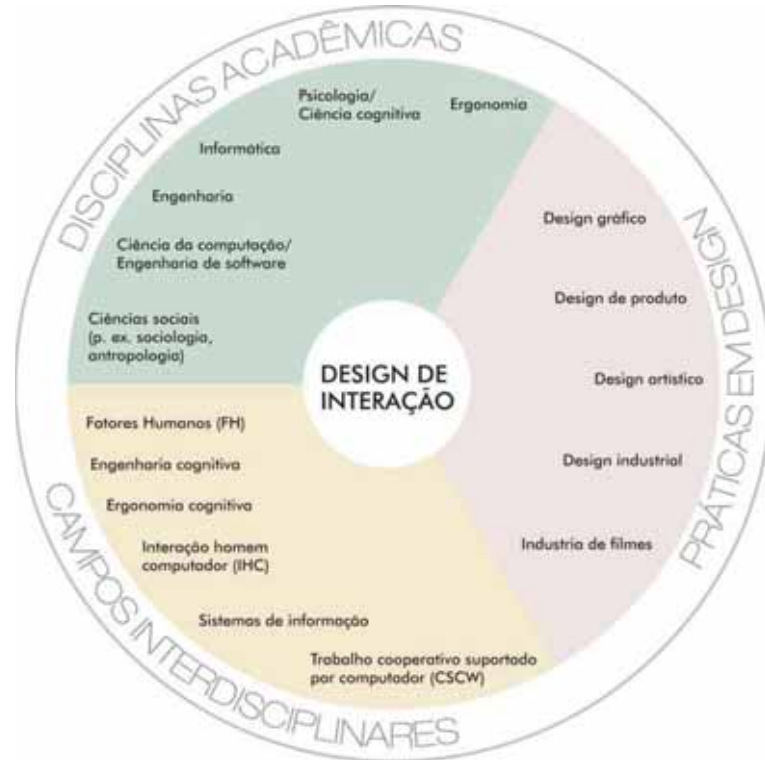 DISCIPLINAS ACADÊMICAS
Psicologia/
Ciência cognitiva
Ergonomia
Informática
Engenharia
Ciência da computação/
Engenharia de software
Ciências sociais
(p. ex. sociologia,
antropologia)
PRÁTICAS EM DESIGN
Design gráfico
Design de produto
Design artístico
Design industrial
Industria de filmes
DESIGN DE
INTERAÇÃO
Fatores Humanos (FH)
Engenharia cognitiva
Ergonomia cognitiva
Interação homem
computador (IHC)
Sistemas de informação
Trabalho cooperativo suportado
por computador (CSCW)
CAMPOS INTERDISCIPLINARES